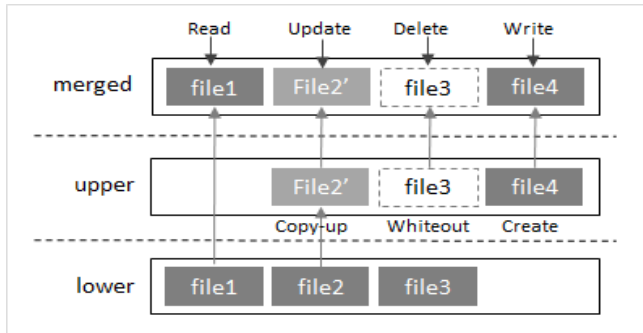 Read Update Delete Write
merged file1 File2’ file3 file4
upper File2’ file3 file4
Copy-up Whiteout Create
lower file1 file2 file3